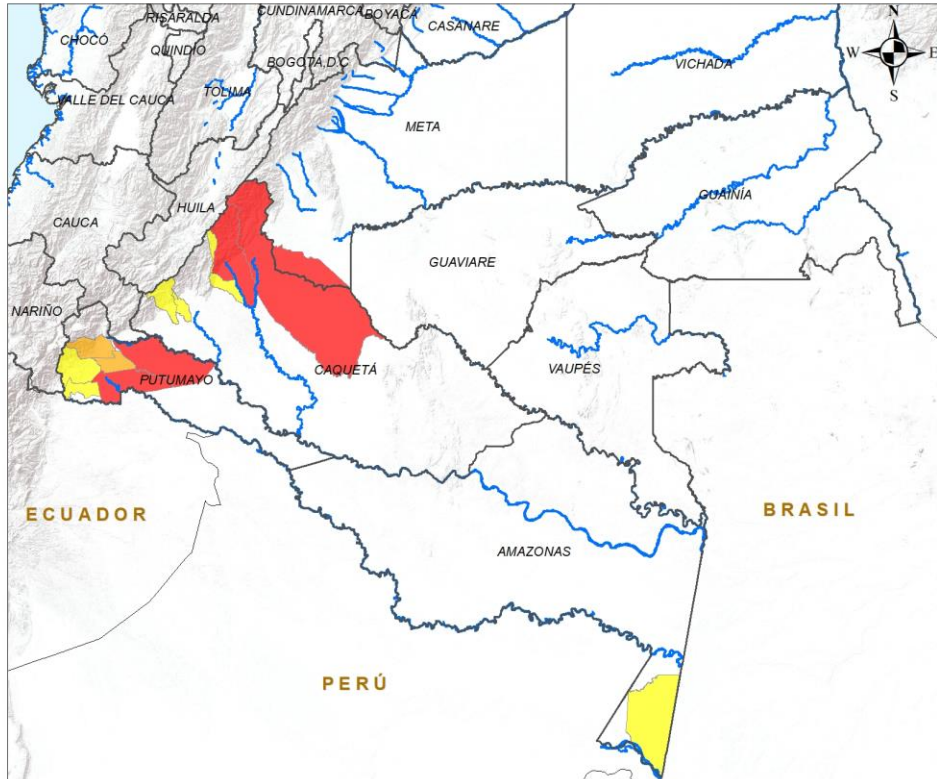 RISARALDA
CUNDINAMARCA
BOYACÁ
CASANARE
N
CHOCÓ
QUINDÍO
BOGOTÁ,D.C
W
E
VICHADA
S
VALLE DEL CAUCA
TOLIMA
META
GUAINÍA
HUILA
CAUCA
GUAVIARE
NARIÑO
CAQUETÁ
VAUPÉS
PUTUMAYO
ECUADOR
BRASIL
AMAZONAS
PERÚ